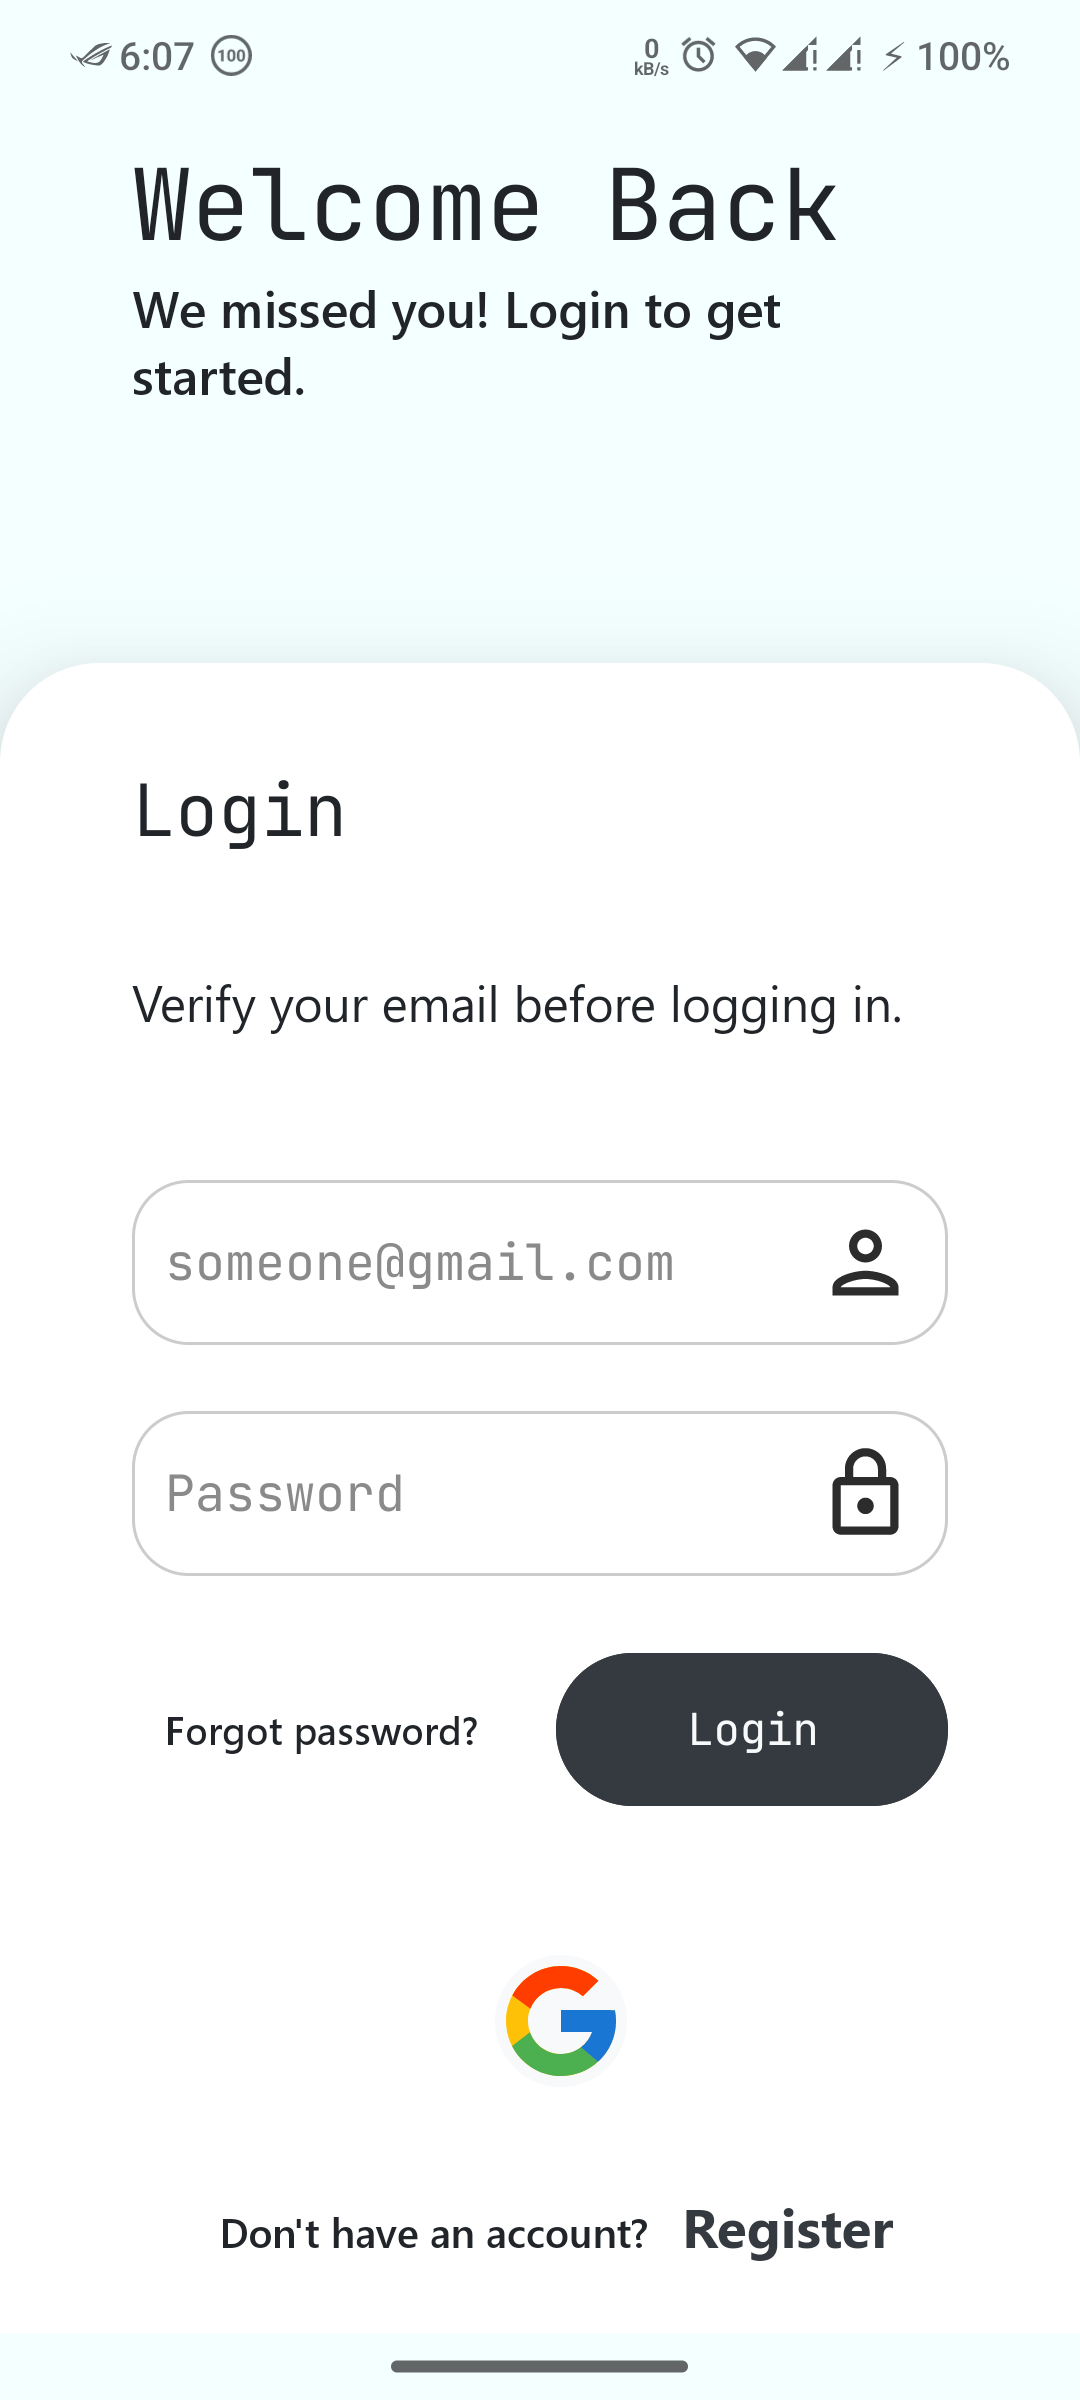 6:07 100 0 kB/s 100%
Welcome Back
We missed you! Login to get
started.
Login
Verify your email before logging in.
someone@gmail.com
Password
Forgot password? Login
Don't have an account? Register